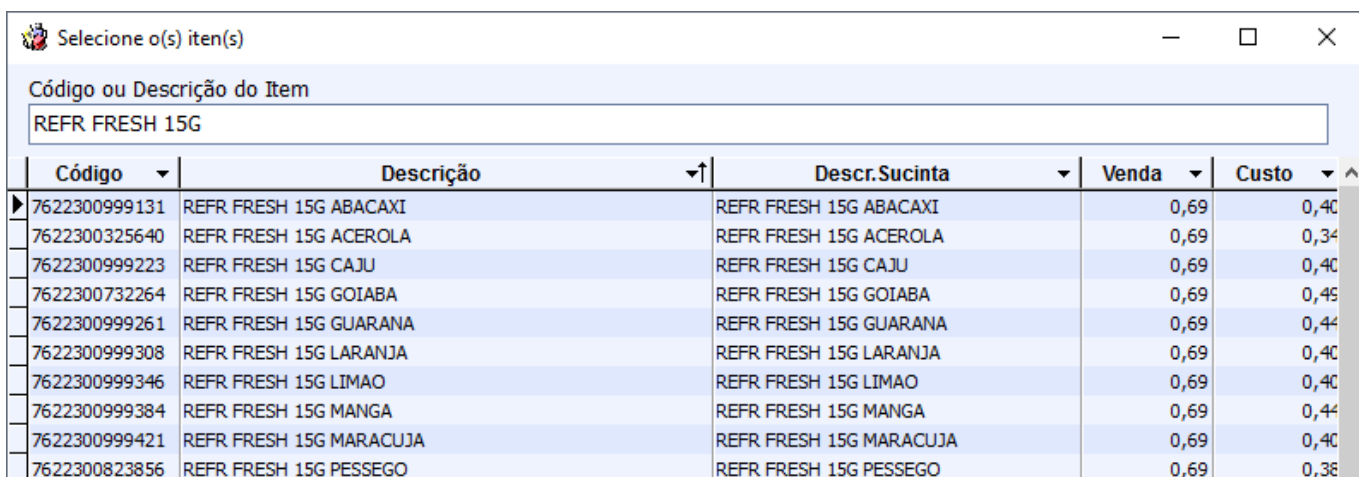 Selecione o(s) iten(s)
Código ou Descrição do Item
REFR FRESH 15G
Código Descrição Descr.Sucinta Venda Custo
7622300999131 REFR FRESH 15G ABACAXI REFR FRESH 15G ABACAXI 0,69 0,40
7622300325640 REFR FRESH 15G ACEROLA REFR FRESH 15G ACEROLA 0,69 0,34
7622300999223 REFR FRESH 15G CAJU REFR FRESH 15G CAJU 0,69 0,40
7622300732264 REFR FRESH 15G GOIABA REFR FRESH 15G GOIABA 0,69 0,49
7622300999261 REFR FRESH 15G GUARANA REFR FRESH 15G GUARANA 0,69 0,44
7622300999308 REFR FRESH 15G LARANJA REFR FRESH 15G LARANJA 0,69 0,40
7622300999346 REFR FRESH 15G LIMAO REFR FRESH 15G LIMAO 0,69 0,40
7622300999384 REFR FRESH 15G MANGA REFR FRESH 15G MANGA 0,69 0,44
7622300999421 REFR FRESH 15G MARACUJA REFR FRESH 15G MARACUJA 0,69 0,40
7622300823856 REFR FRESH 15G PESSEGO REFR FRESH 15G PESSEGO 0,69 0,38